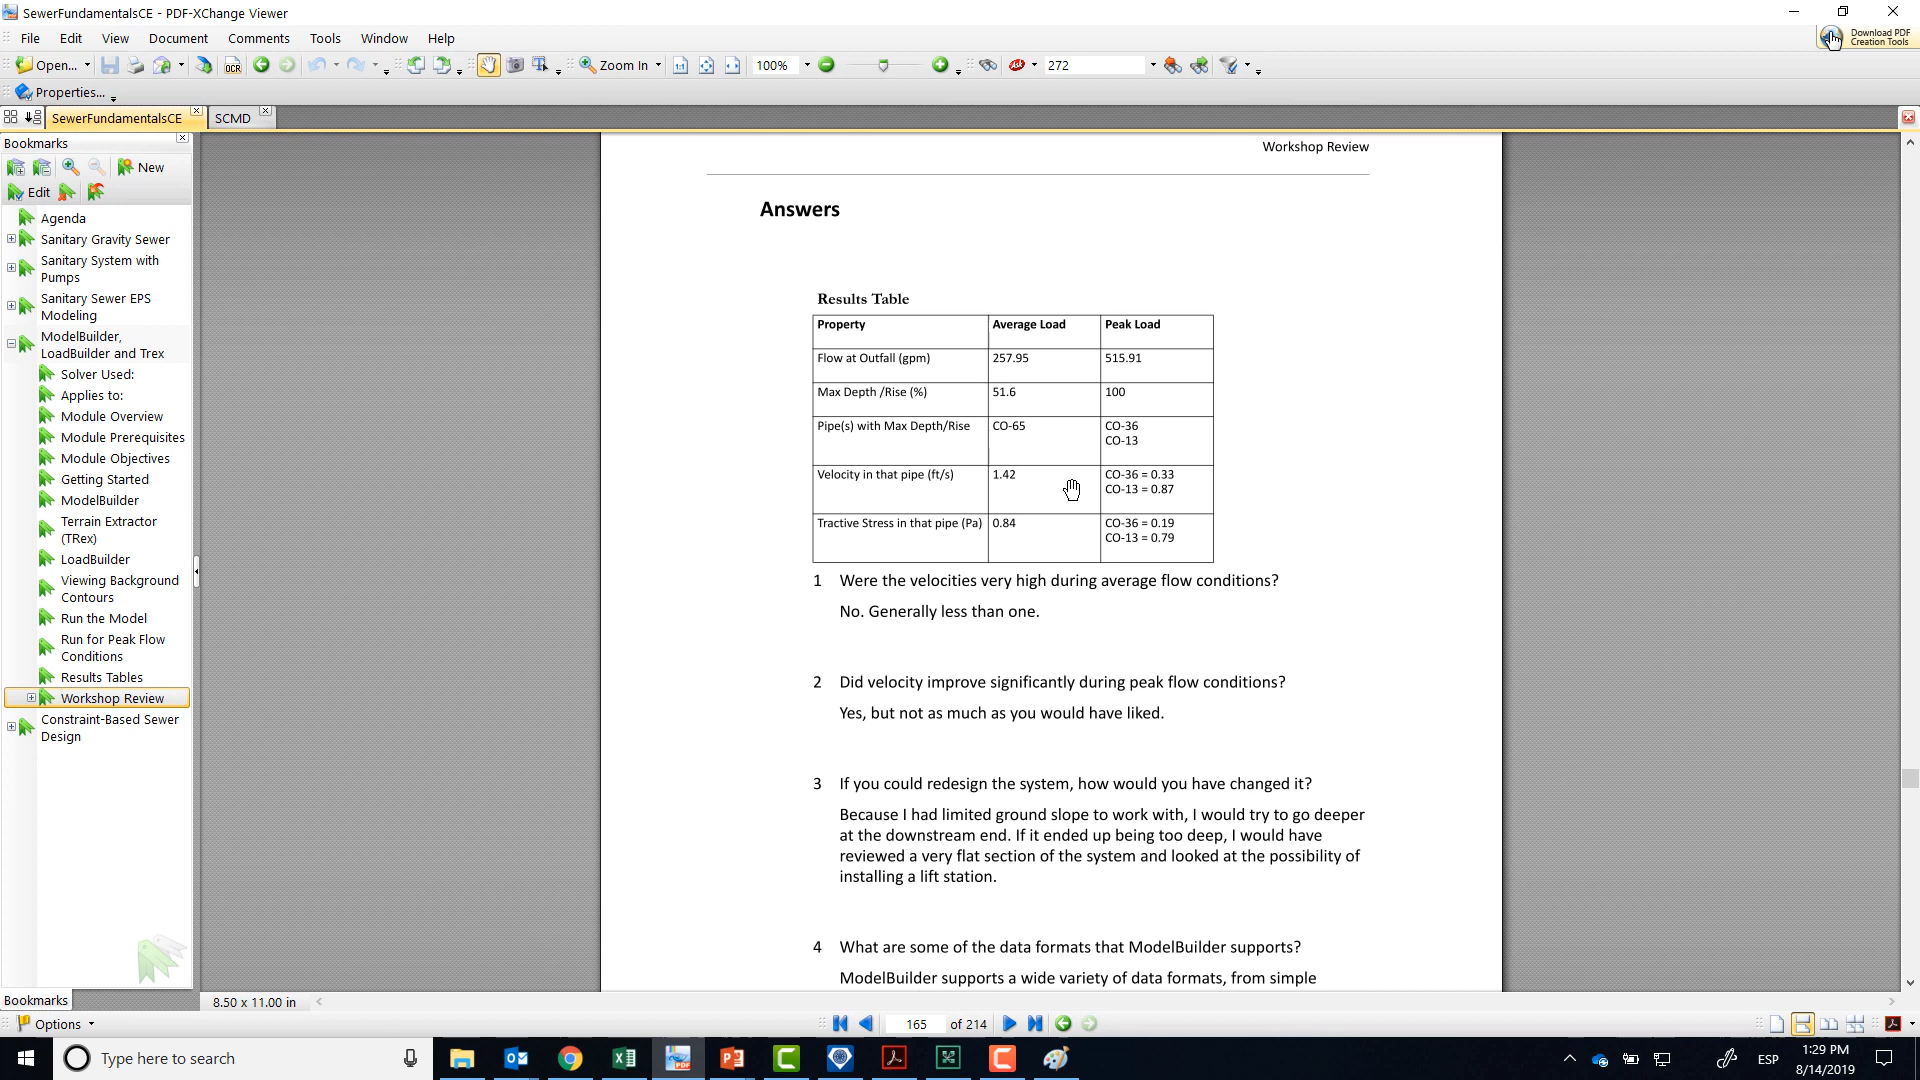 SewerFundamentalsCE - PDF-XChange Viewer
File Edit View Document Comments Tools Window Help
Download PDF
Creation Tools
Open... OCR Zoom In 100% 272
Properties...
SewerFundamentalsCE SCMD
Bookmarks
New
Edit
Agenda
Sanitary Gravity Sewer
Sanitary System with
Pumps
Sanitary Sewer EPS
Modeling
ModelBuilder,
LoadBuilder and Trex
Solver Used:
Applies to:
Module Overview
Module Prerequisites
Module Objectives
Getting Started
ModelBuilder
Terrain Extractor
(TRex)
LoadBuilder
Viewing Background
Contours
Run the Model
Run for Peak Flow
Conditions
Results Tables
Workshop Review
Constraint-Based Sewer
Design
Bookmarks
Options
Workshop Review
Answers
Results Table
Property Average Load Peak Load
Flow at Outfall (gpm) 257.95 515.91
Max Depth /Rise (%) 51.6 100
Pipe(s) with Max Depth/Rise CO-65 CO-36
CO-13
Velocity in that pipe (ft/s) 1.42 CO-36 = 0.33
CO-13 = 0.87
Tractive Stress in that pipe (Pa) 0.84 CO-36 = 0.19
CO-13 = 0.79
1 Were the velocities very high during average flow conditions?
No. Generally less than one.
2 Did velocity improve significantly during peak flow conditions?
Yes, but not as much as you would have liked.
3 If you could redesign the system, how would you have changed it?
Because I had limited ground slope to work with, I would try to go deeper
at the downstream end. If it ended up being too deep, I would have
reviewed a very flat section of the system and looked at the possibility of
installing a lift station.
4 What are some of the data formats that ModelBuilder supports?
ModelBuilder supports a wide variety of data formats, from simple
8.50 x 11.00 in
165 of 214
Type here to search
ESP
1:29 PM
8/14/2019